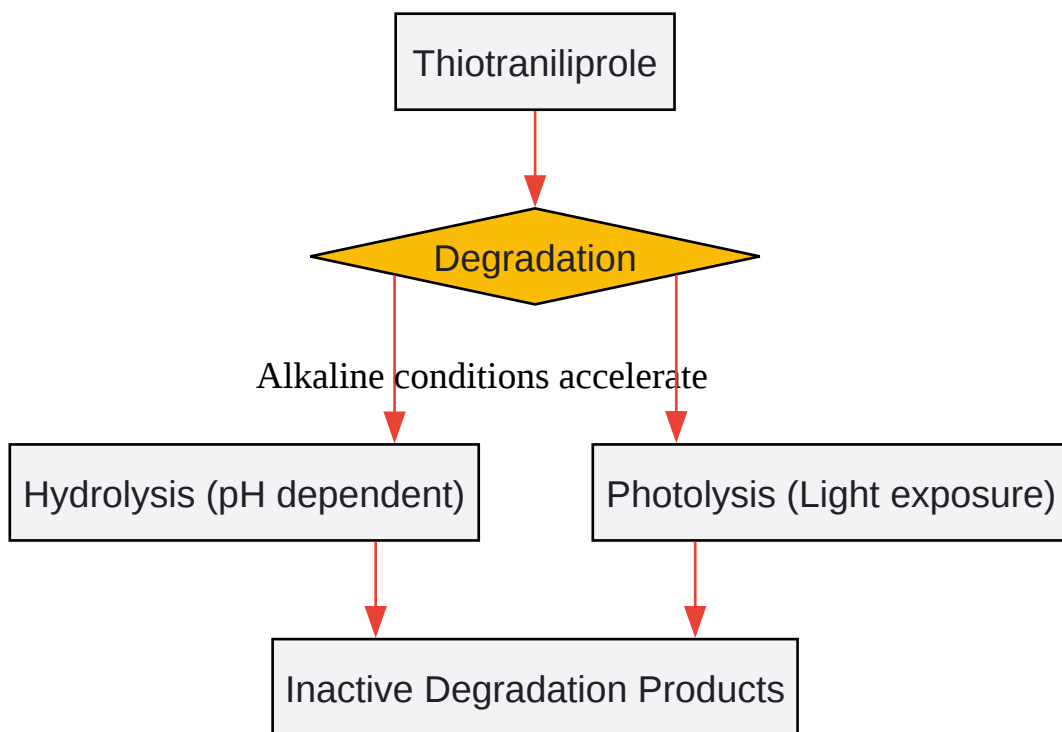 Thiotraniliprole
Degradation
Alkaline conditions accelerate
Hydrolysis (pH dependent)
Photolysis (Light exposure)
Inactive Degradation Products